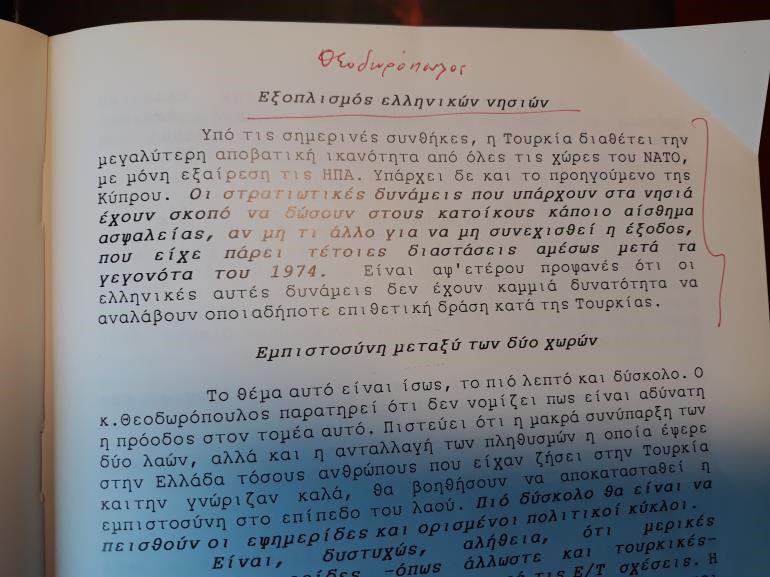 Θεοδωρόπουλος
Εξοπλισμός ελληνικών νησιών
Υπό τις σημερινές συνθήκες, η Τουρκία διαθέτει την
μεγαλύτερη αποβατική ικανότητα από όλες τις χώρες του ΝΑΤΟ,
με μόνη εξαίρεση τις ΗΠΑ. Υπάρχει δε και το προηγούμενο της
Κύπρου. Οι στρατιωτικές δυνάμεις που υπάρχουν στα νησιά
έχουν σκοπό να δώσουν στους κατοίκους κάποιο αίσθημα
ασφαλείας, αν μη τι άλλο για να μη συνεχισθεί η έξοδος,
που είχε πάρει τέτοιες διαστάσεις αμέσως μετά τα
γεγονότα του 1974. Είναι αφ'ετέρου προφανές ότι οι
ελληνικές αυτές δυνάμεις δεν έχουν καμμιά δυνατότητα να
αναλάβουν οποιαδήποτε επιθετική δράση κατά της Τουρκίας.
Εμπιστοσύνη μεταξύ των δύο χωρών
Το θέμα αυτό είναι ίσως, το πιό λεπτό και δύσκολο. Ο
κ.Θεοδωρόπουλος παρατηρεί ότι δεν νομίζει πως είναι αδύνατη
η πρόοδος στον τομέα αυτό. Πιστεύει ότι η μακρά συνύπαρξη των
δύο λαών, αλλά και η ανταλλαγή των πληθυσμών η οποία έφερε
στην Ελλάδα τόσους ανθρώπους που είχαν ζήσει στην Τουρκία
καιτην γνώριζαν καλά, θα βοηθήσουν να αποκατασταθεί η
εμπιστοσύνη στο επίπεδο του λαού. Πιό δύσκολο θα είναι να
πεισθούν οι εφημερίδες και ορισμένοι πολιτικοί κύκλοι.
Είναι, δυστυχώς, αλήθεια, ότι μερικές
-όπως άλλωστε και τουρκικές-
τις Ε/Τ σχέσεις. Η